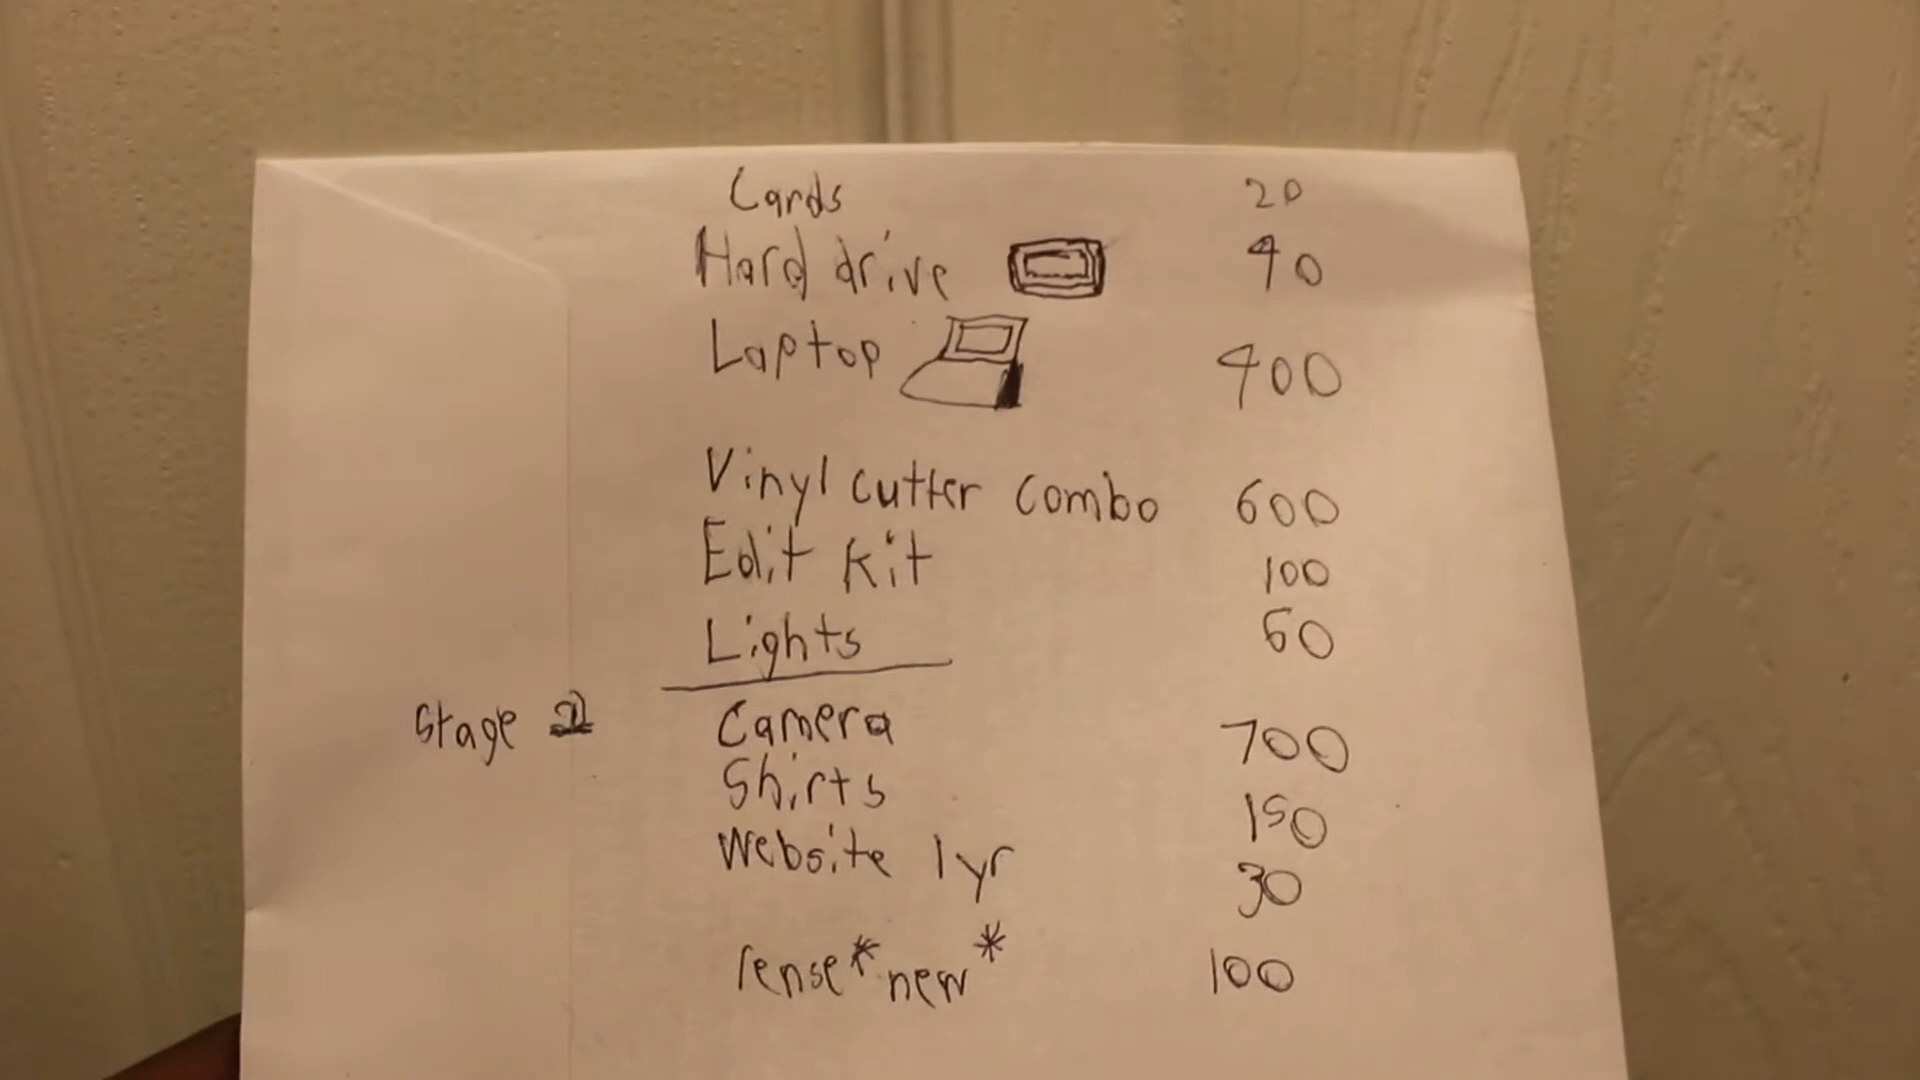 Cards 20
Hard drive 40
Laptop 400
Vinyl cutter combo 600
Edit kit 100
Lights 60
Stage
Camera 700
Shirts 150
Website 1yr 30
lense*new* 100